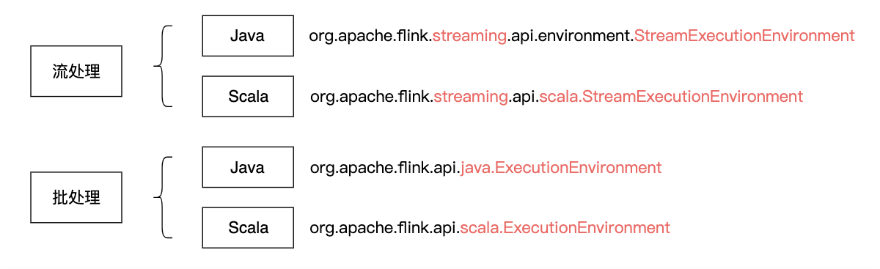 流处理
Java org.apache.flink.streaming.api.environment.StreamExecutionEnvironment
Scala org.apache.flink.streaming.api.scala.StreamExecutionEnvironment
批处理
Java org.apache.flink.api.java.ExecutionEnvironment
Scala org.apache.flink.api.scala.ExecutionEnvironment